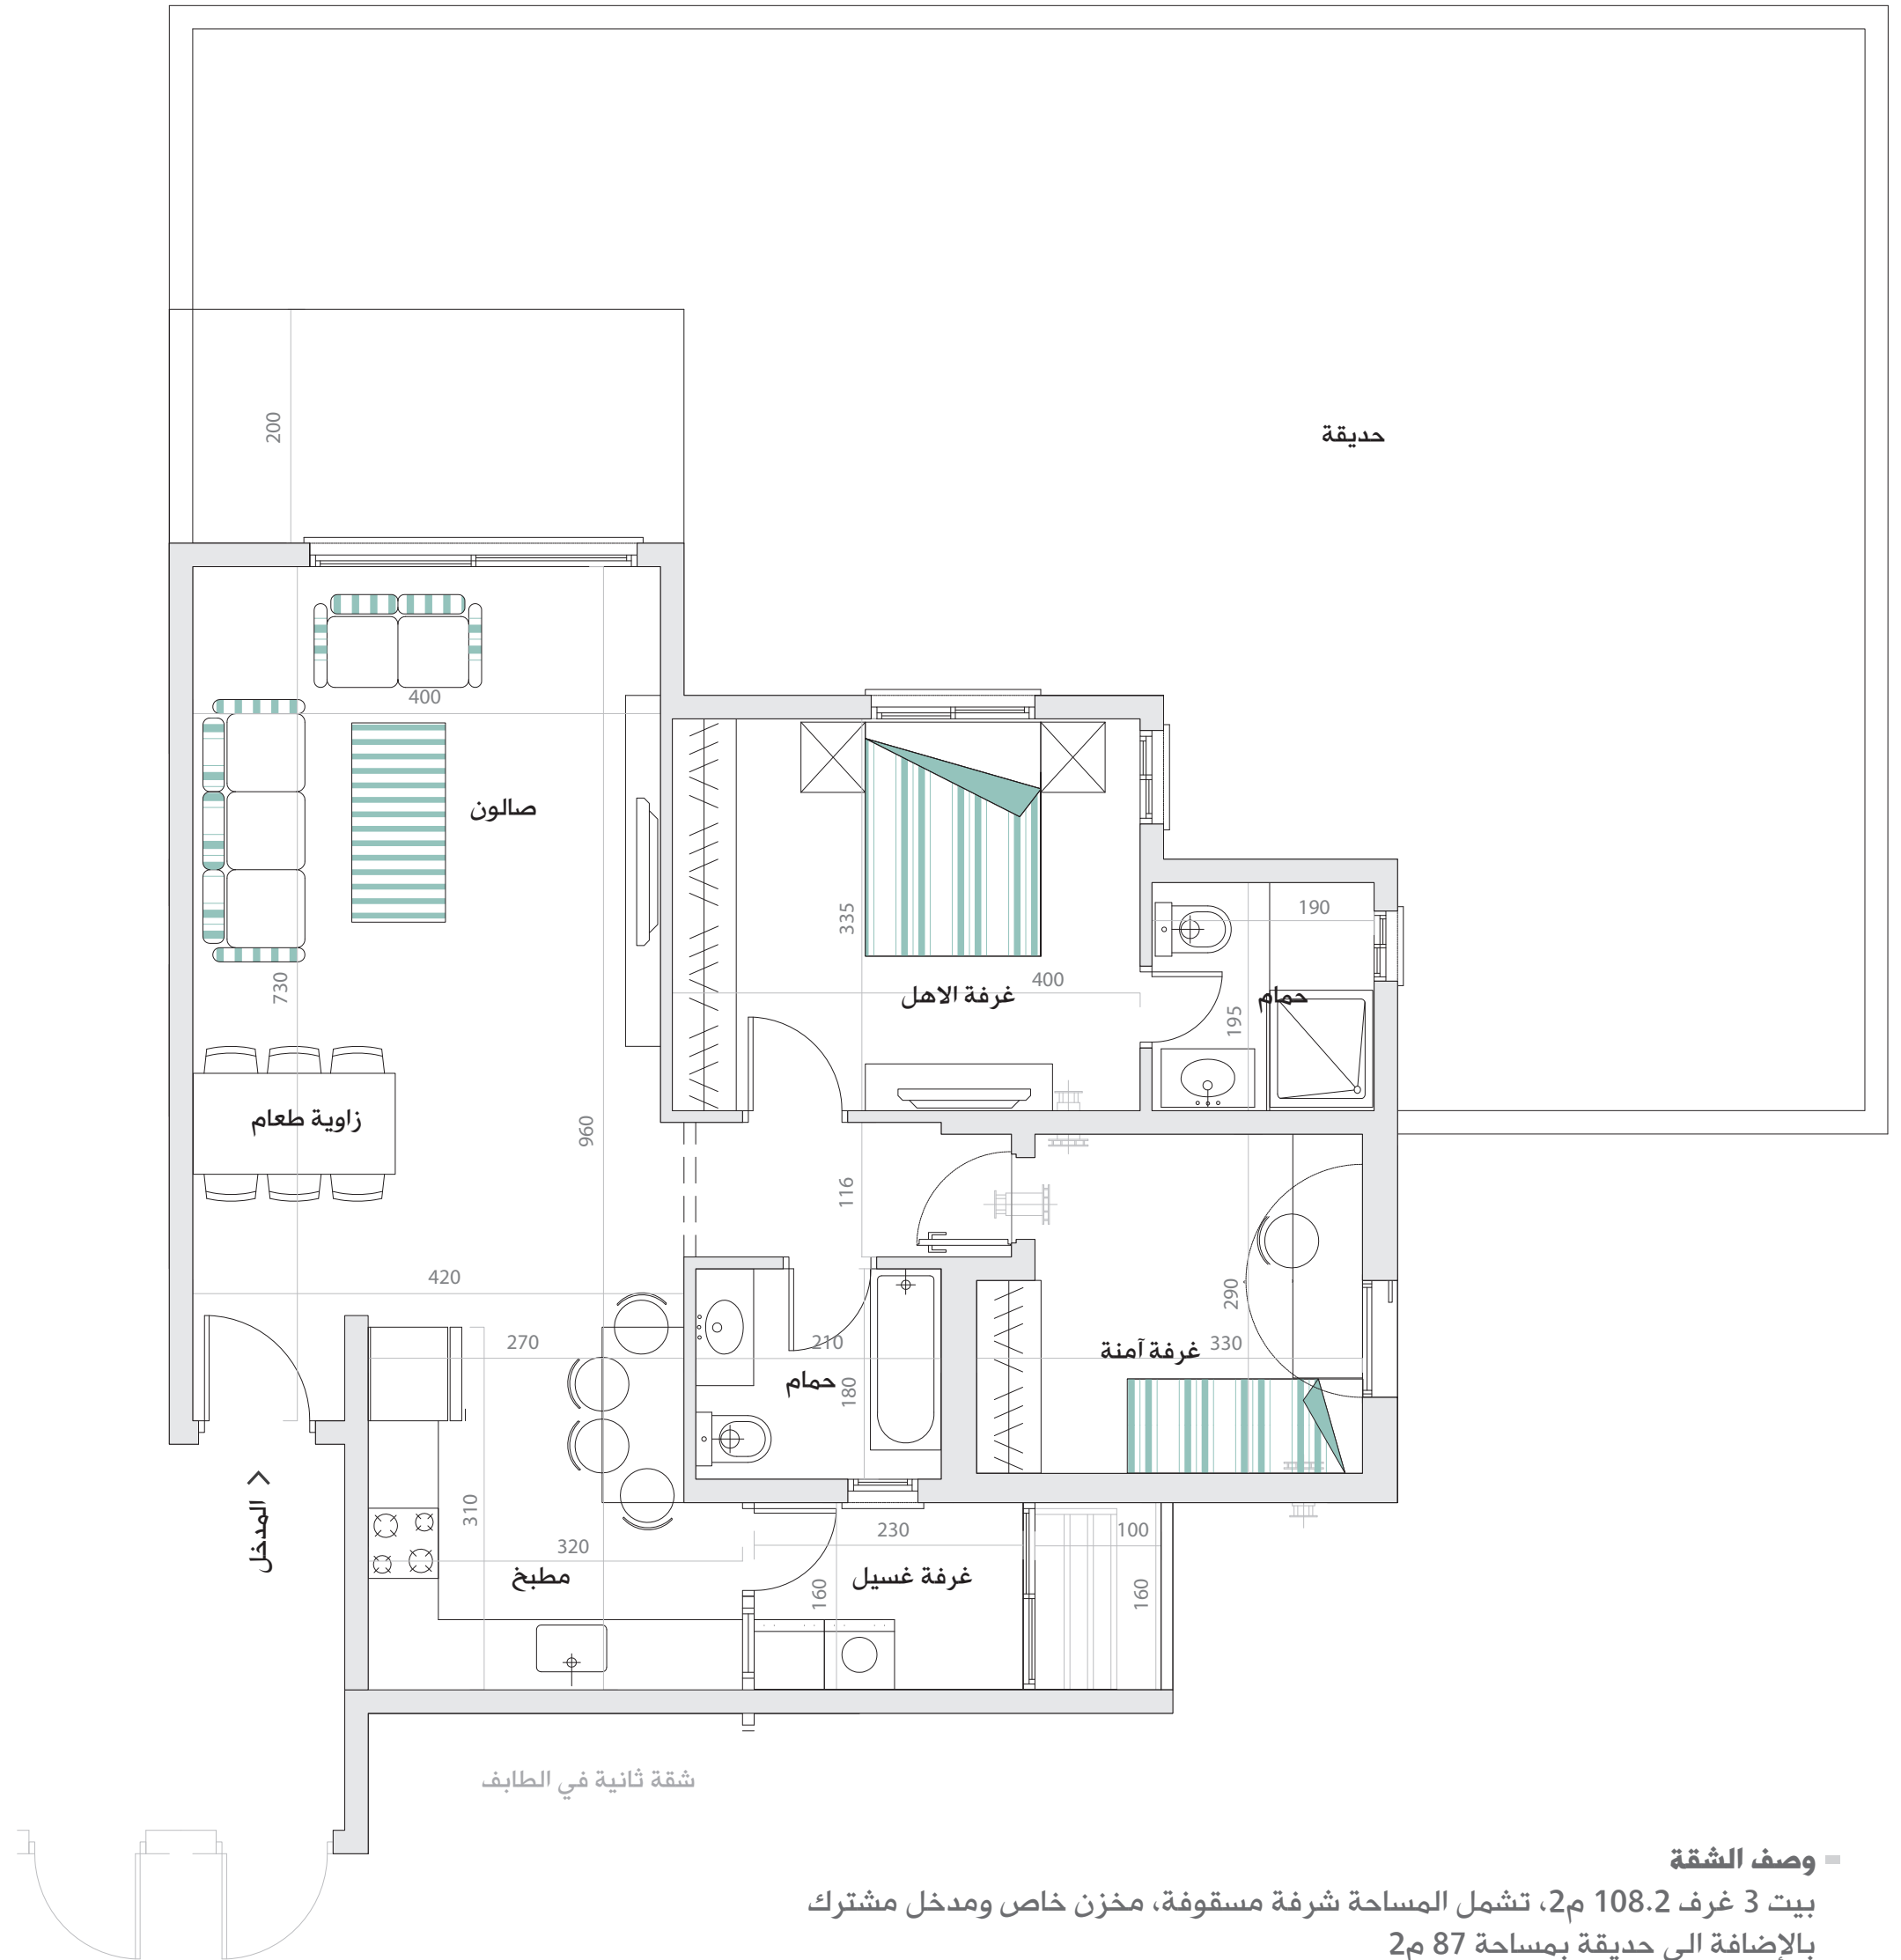 200
حديقة
400
صالون
335
190
730
غرفة الاهل
400
حمام
195
زاوية طعام
960
116
420
290
270
210
غرفة آمنة
330
حمام
180
310
المدخل >
320
230
100
مطبخ
160
غرفة غسيل
160
شقة ثانية في الطابف
وصف الشقة
بيت 3 غرف 108.2 م2، تشمل المساحة شرفة مسقوفة، مخزن خاص ومدخل مشترك
بالإضافة الى حديقة بمساحة 87 م2